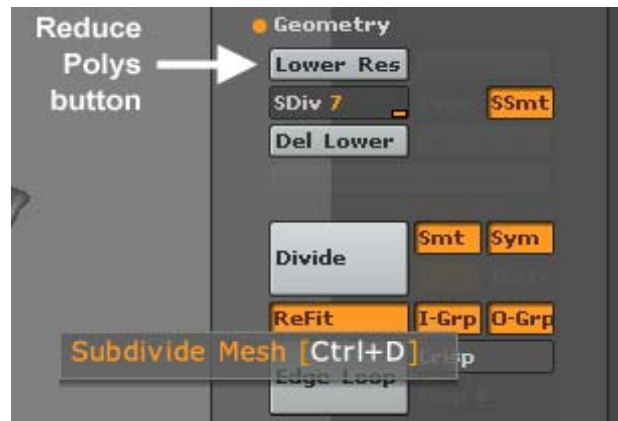 Reduce
Polys
button
Geometry
Lower Res
SDiv 7
SSmt
Del Lower
Divide
Smt
Sym
ReFit
I-Grp
O-Grp
Subdivide Mesh [Ctrl+D]
Crisp
Edge Loop